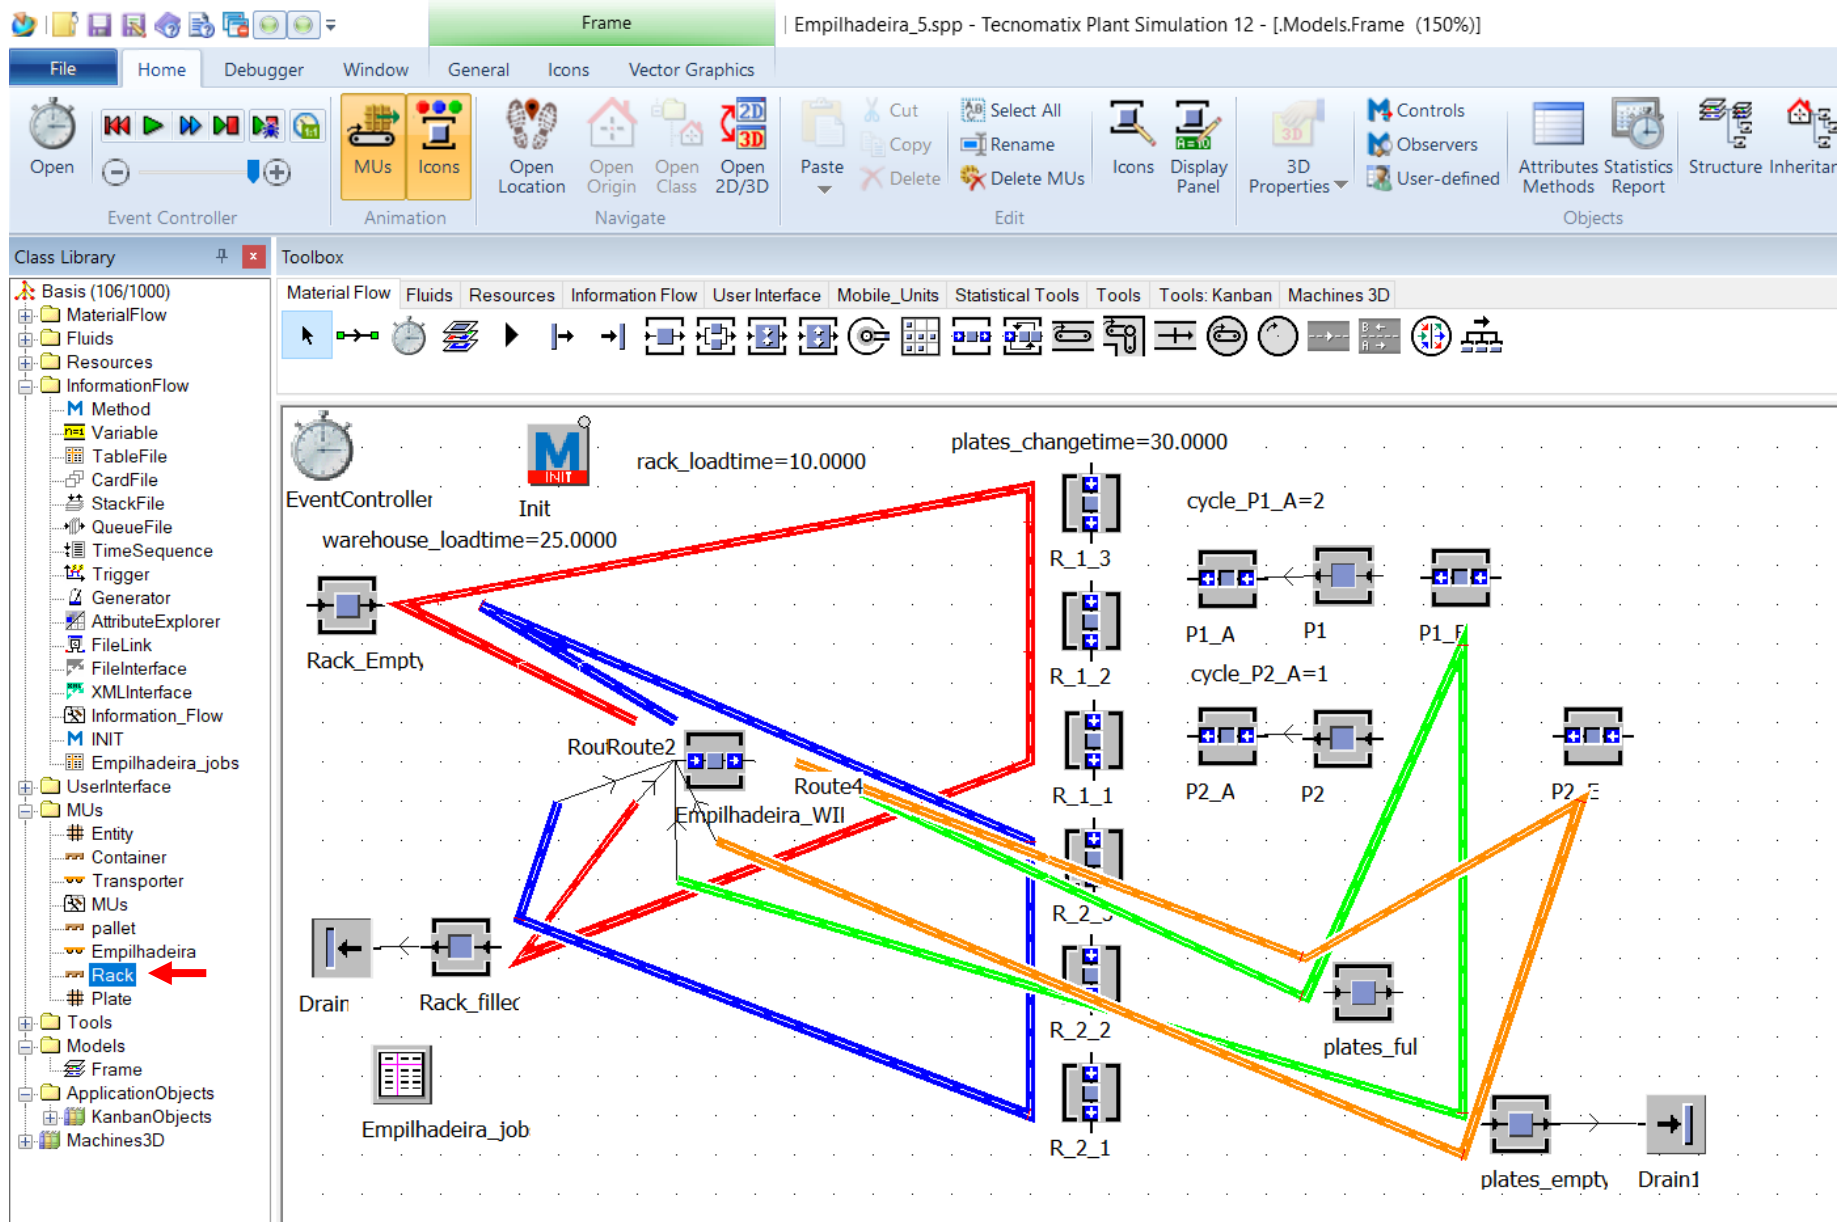 Frame
Empilhadeira_5.spp - Tecnomatix Plant Simulation 12 - [.Models.Frame (150%)]
File Home Debugger Window General Icons Vector Graphics
Open
MUs
Icons
Open Location
Open Origin
Open Class
Open 2D/3D
2D
3D
Paste
Cut
Copy
Delete
Select All
Rename
Delete MUs
Icons
Display Panel
3D Properties
Controls
Observers
User-defined
Attributes Methods
Statistics Report
Structure
Inheritar
Event Controller
Animation
Navigate
Edit
Objects
Class Library
Toolbox
Basis (106/1000)
MaterialFlow
Fluids
Resources
InformationFlow
Method
Variable
TableFile
CardFile
StackFile
QueueFile
TimeSequence
Trigger
Generator
AttributeExplorer
FileLink
FileInterface
XMLInterface
Information_Flow
INIT
Empilhadeira_jobs
UserInterface
MUs
Entity
Container
Transporter
MUs
pallet
Empilhadeira
Rack
Plate
Tools
Models
Frame
ApplicationObjects
KanbanObjects
Machines3D
Material Flow Fluids Resources Information Flow User Interface Mobile_Units Statistical Tools Tools Tools: Kanban Machines 3D
EventController
M
INIT
Init
rack_loadtime=10.0000
plates_changetime=30.0000
warehouse_loadtime=25.0000
cycle_P1_A=2
R_1_3
Rack_Empty
P1_A
P1
R_1_2
cycle_P2_A=1
RouRoute2
Route4
R_1_1
P2_A
P2
Empilhadeira_WII
Drain
Rack_filled
R_2_2
plates_ful
Empilhadeira_job
R_2_1
plates_empty
Drain1